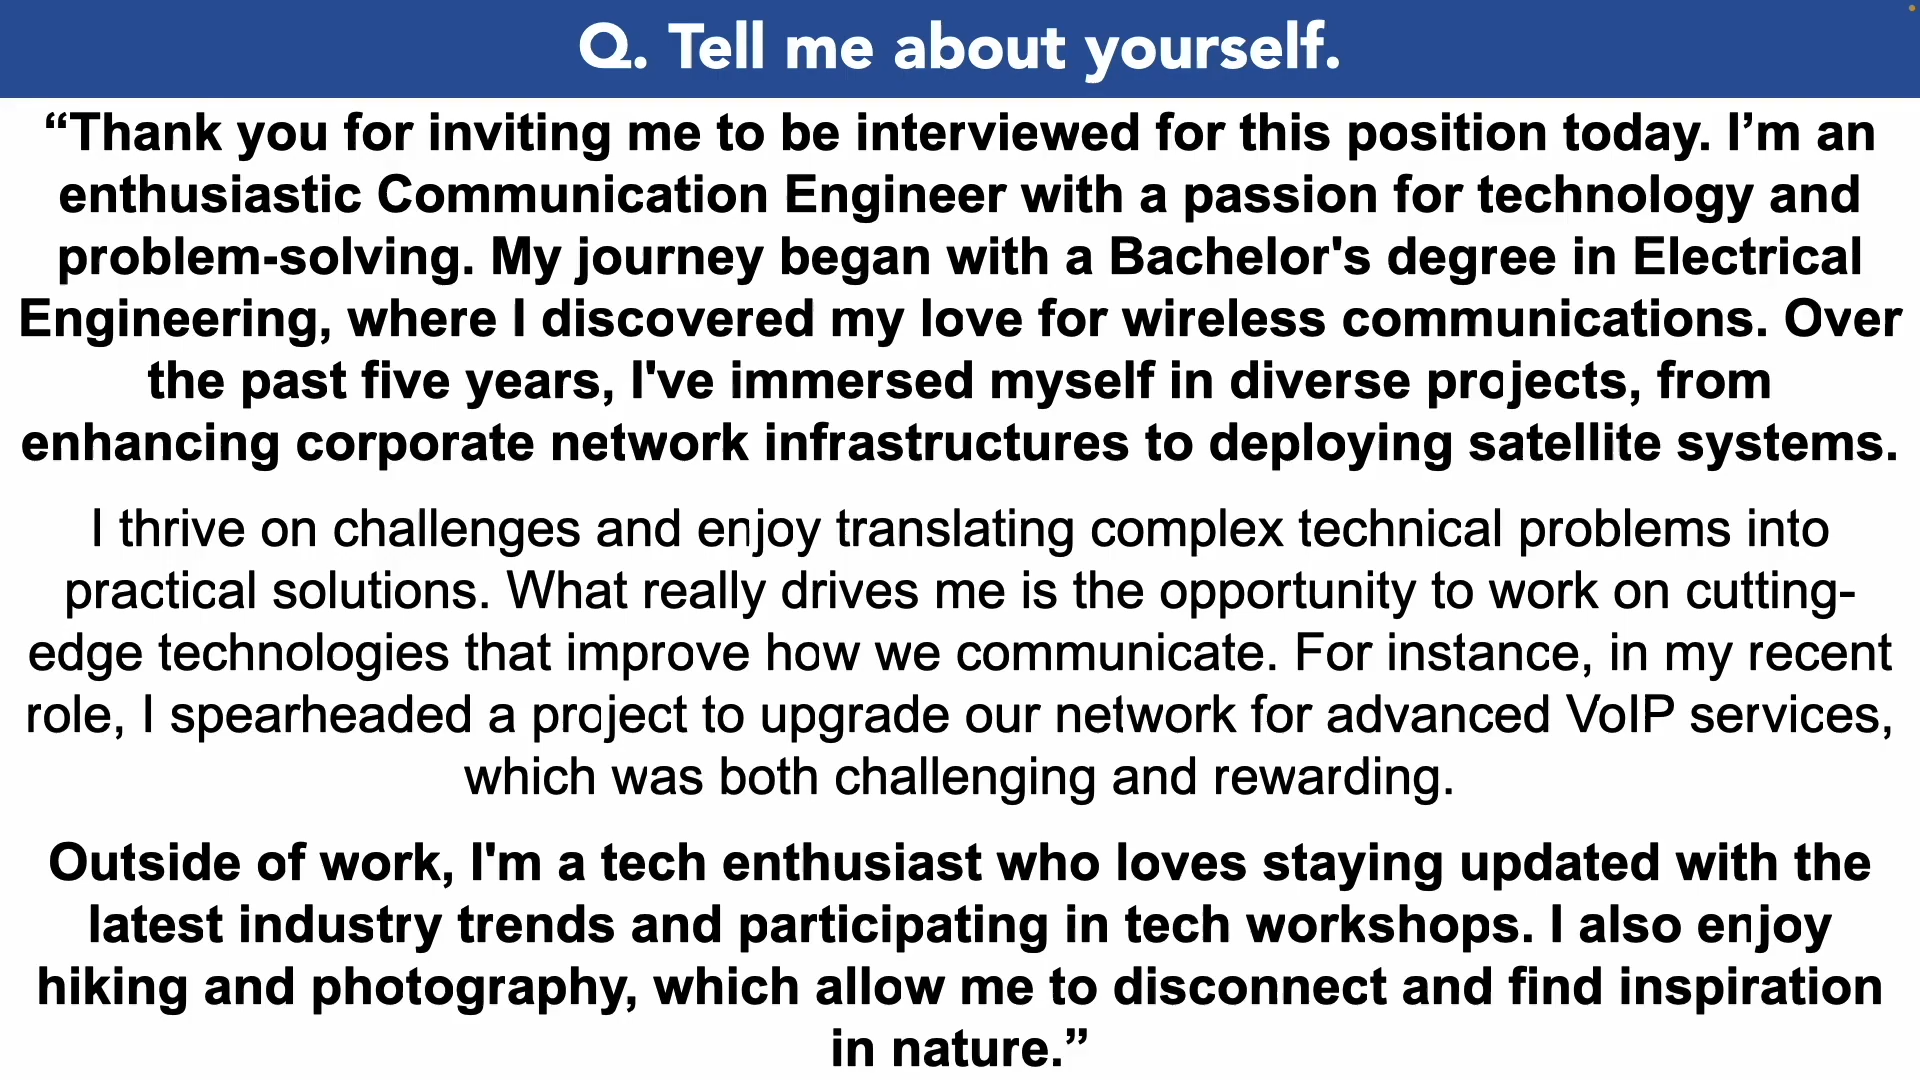 Q. Tell me about yourself.
“Thank you for inviting me to be interviewed for this position today. I’m an
enthusiastic Communication Engineer with a passion for technology and
problem-solving. My journey began with a Bachelor's degree in Electrical
Engineering, where I discovered my love for wireless communications. Over
the past five years, I've immersed myself in diverse projects, from
enhancing corporate network infrastructures to deploying satellite systems.
I thrive on challenges and enjoy translating complex technical problems into
practical solutions. What really drives me is the opportunity to work on cutting-
edge technologies that improve how we communicate. For instance, in my recent
role, I spearheaded a project to upgrade our network for advanced VoIP services,
which was both challenging and rewarding.
Outside of work, I'm a tech enthusiast who loves staying updated with the
latest industry trends and participating in tech workshops. I also enjoy
hiking and photography, which allow me to disconnect and find inspiration
in nature.”